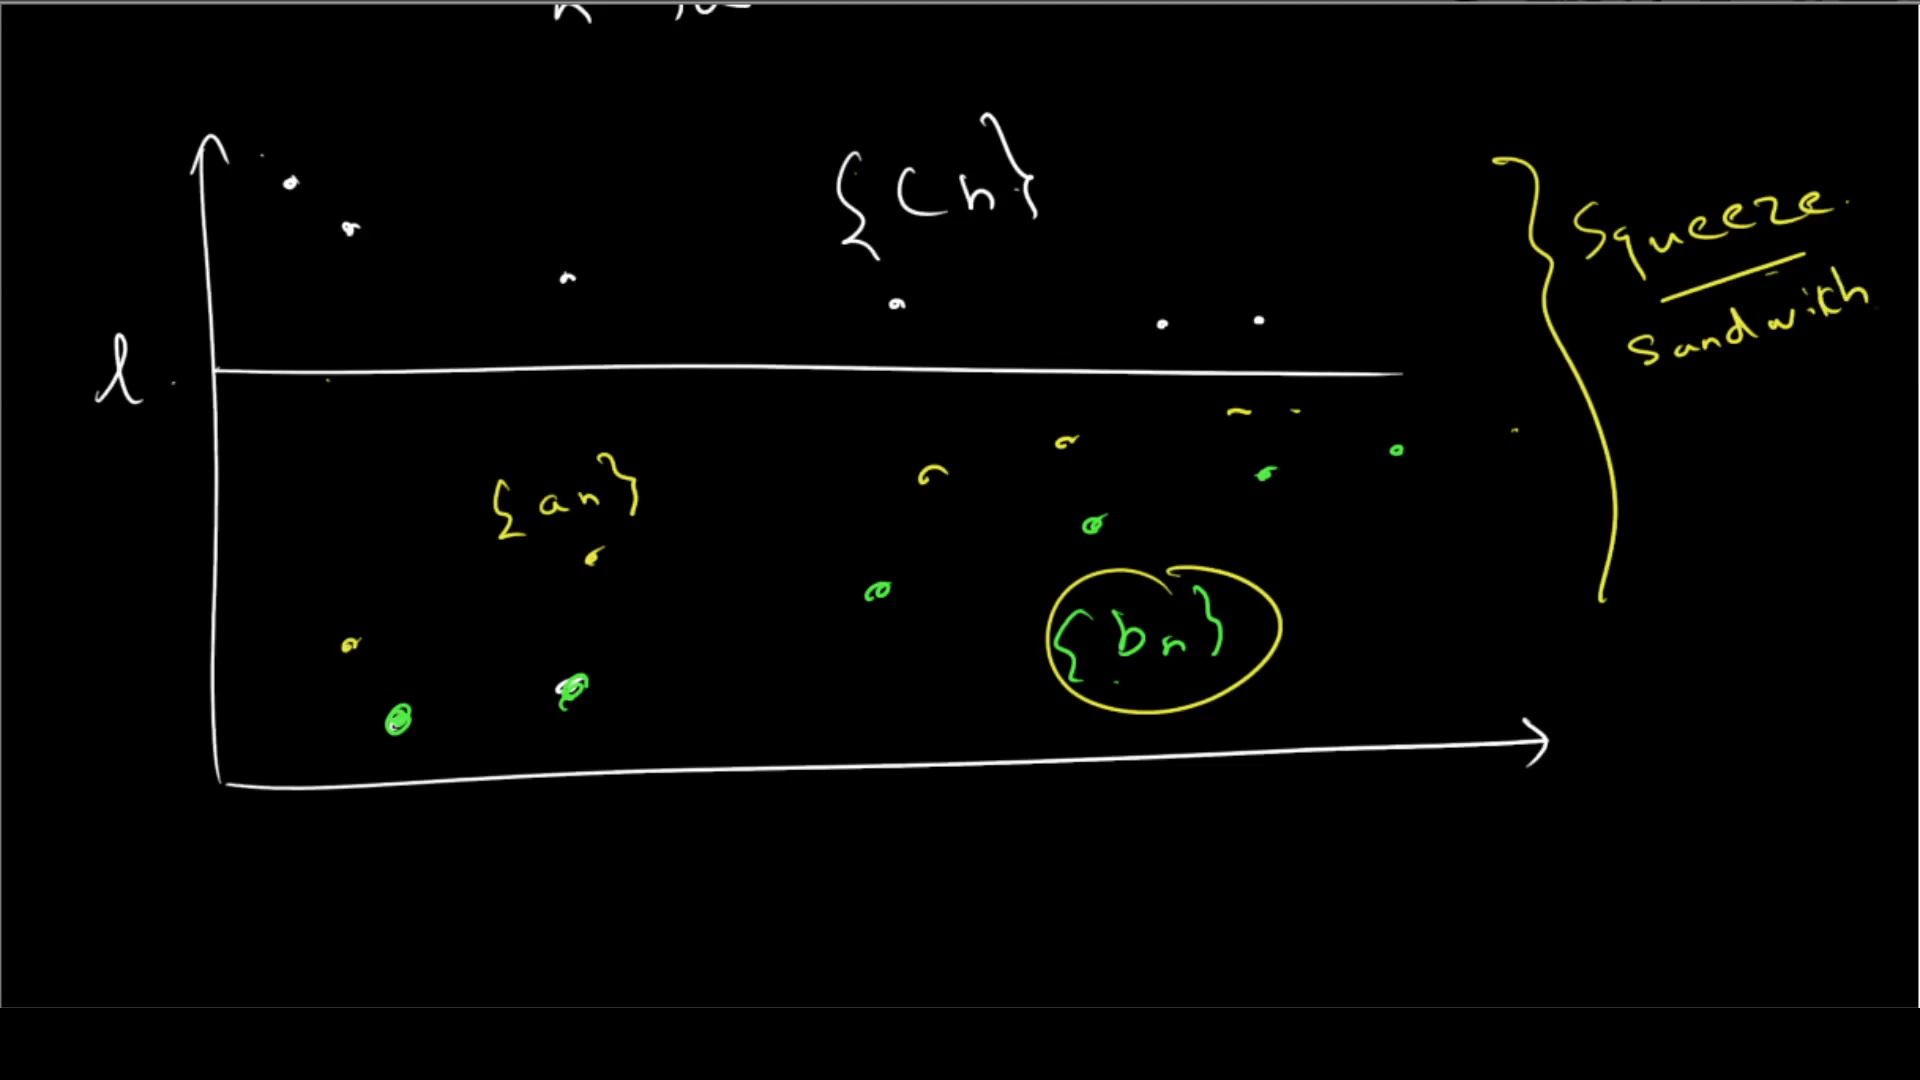 {Cn}
Squeeze
Sandwich
l
{an}
{bn}